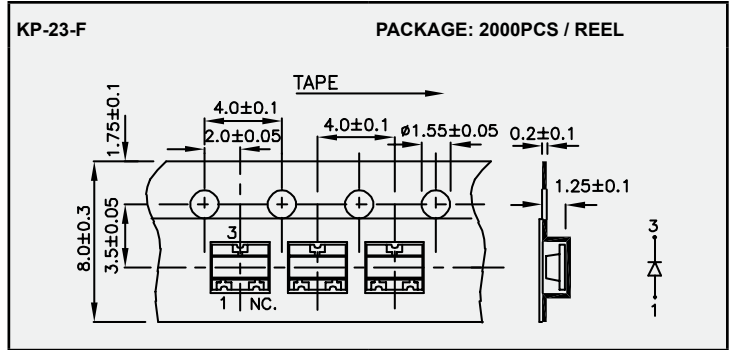 KP-23-F PACKAGE: 2000PCS / REEL
TAPE
1.75±0.1
4.0±0.1
2.0±0.05
4.0±0.1
ø1.55±0.05
0.2±0.1
1.25±0.1
8.0±0.3
3.5±0.05
3
1 NC.
3
1